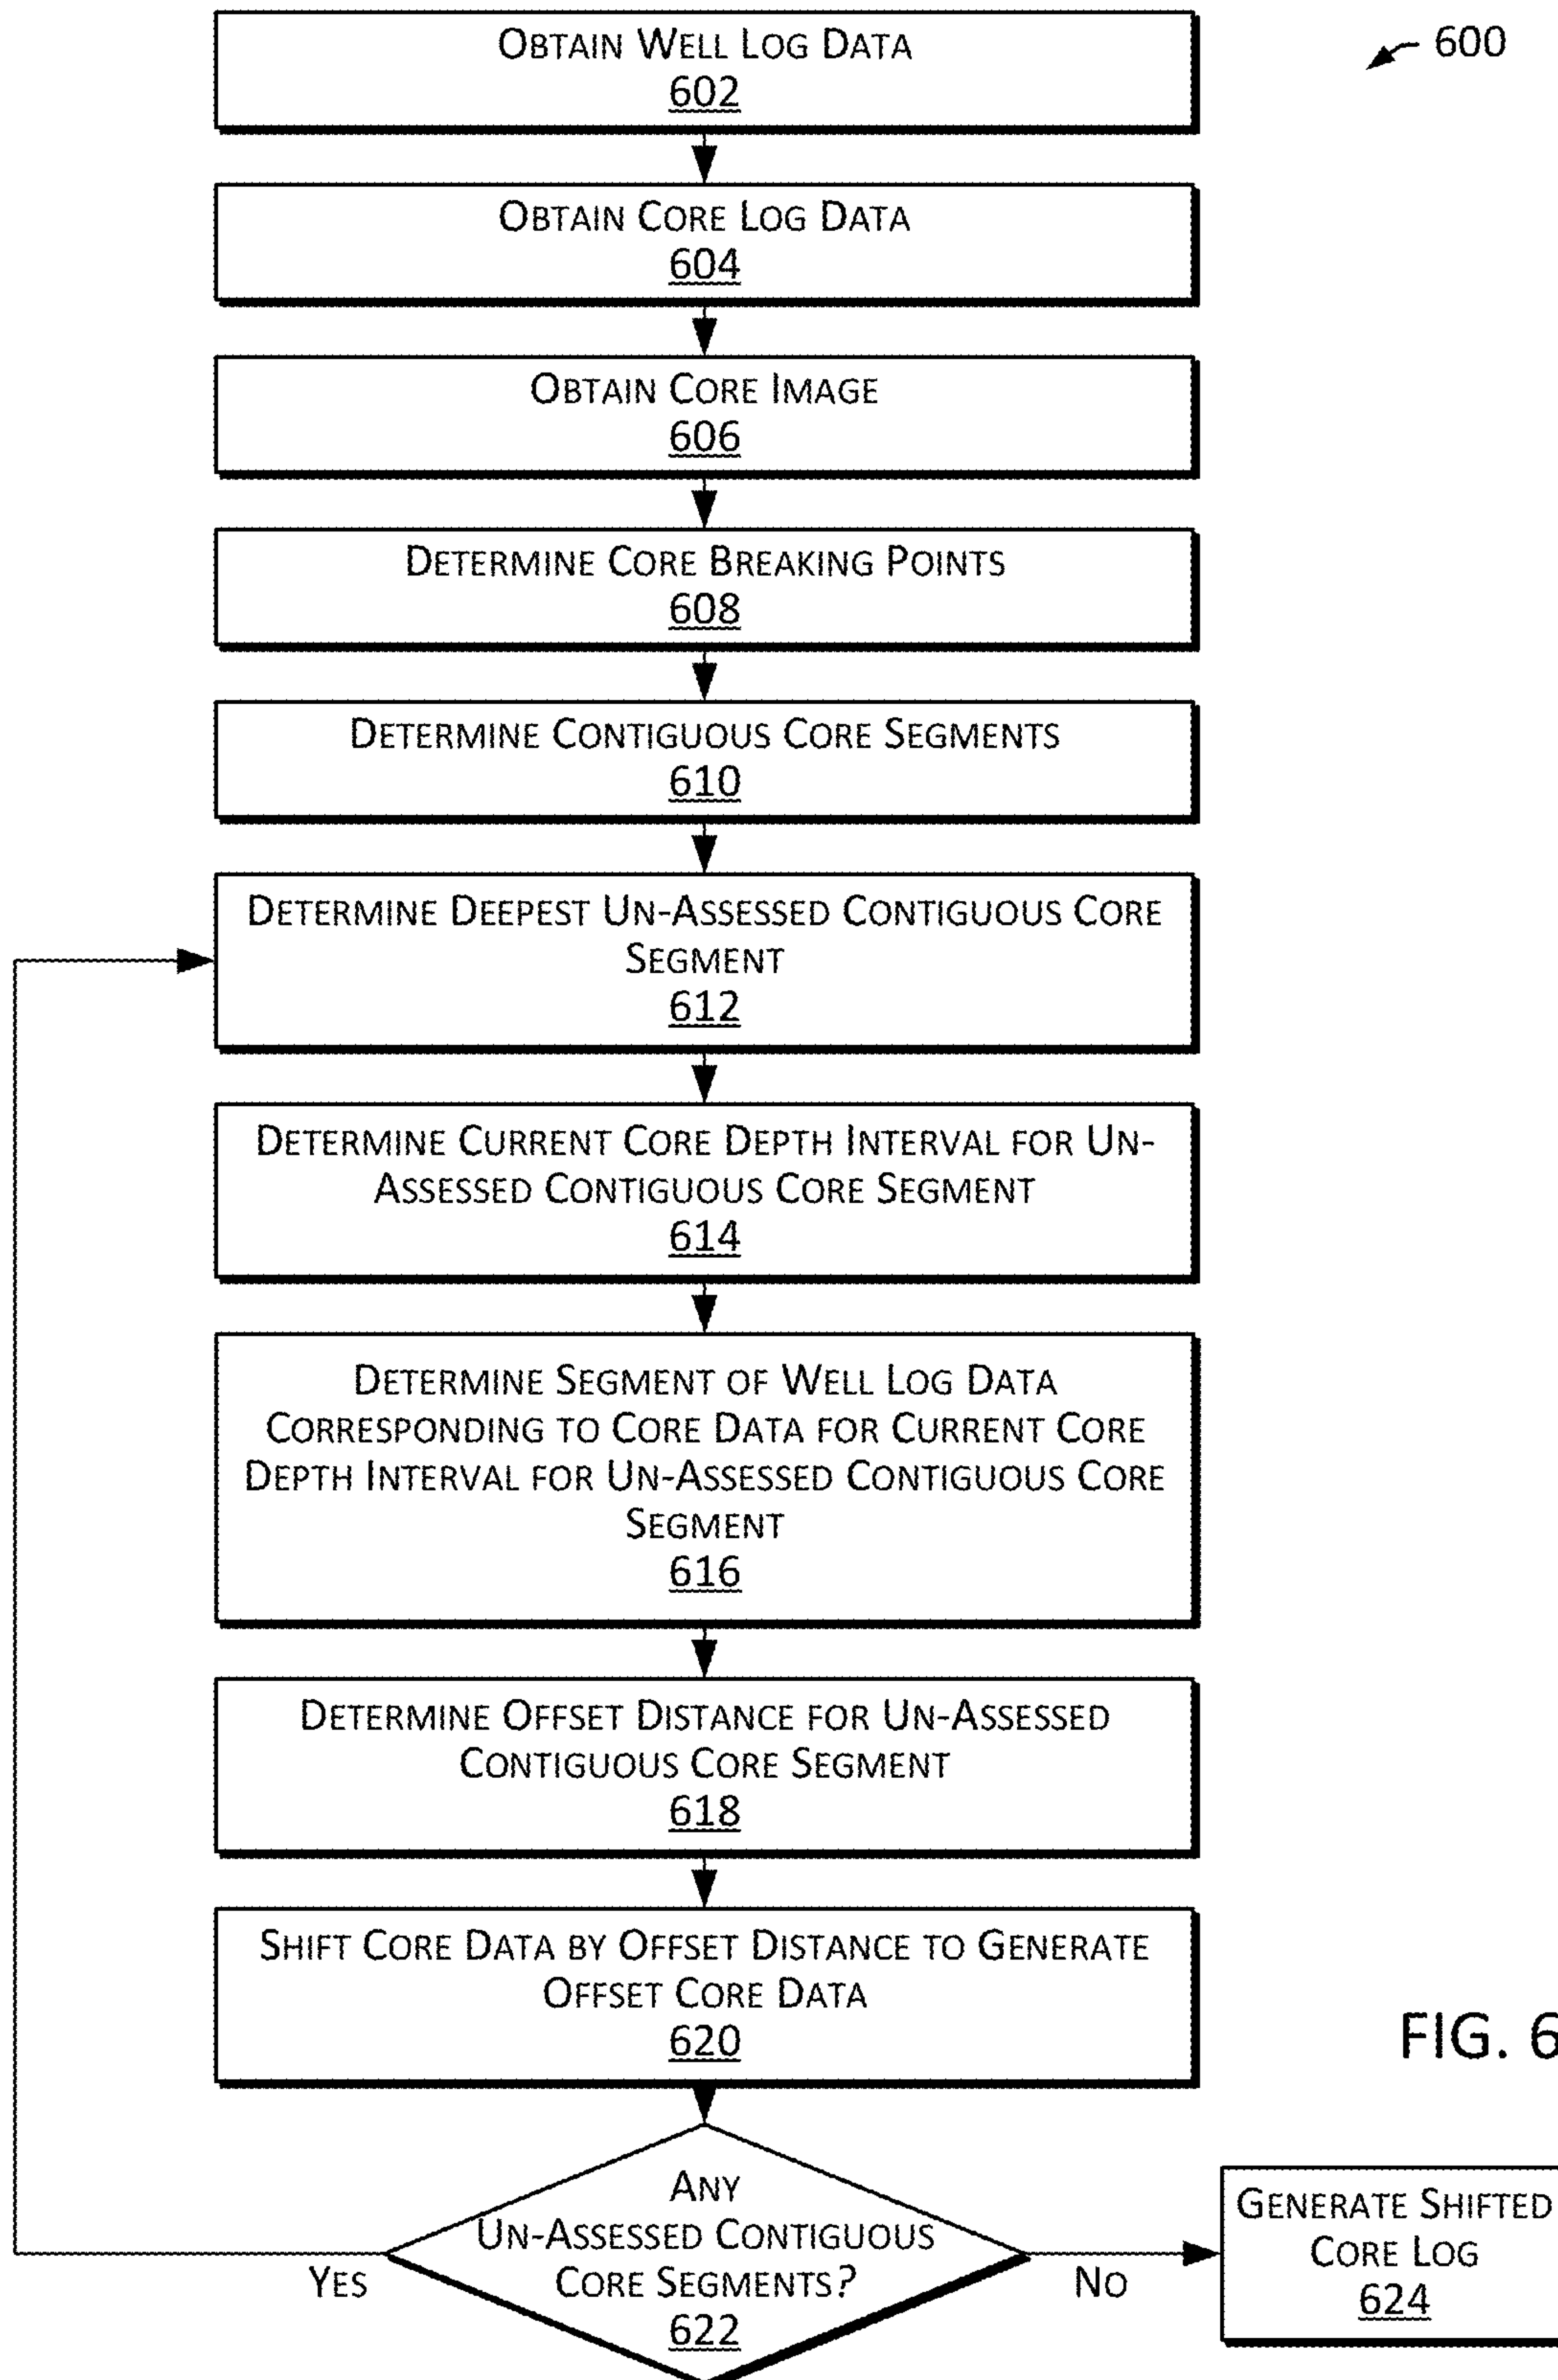 OBTAIN WELL LOG DATA
602
600
OBTAIN CORE LOG DATA
604
OBTAIN CORE IMAGE
606
DETERMINE CORE BREAKING POINTS
608
DETERMINE CONTIGUOUS CORE SEGMENTS
610
DETERMINE DEEPEST UN-ASSESSED CONTIGUOUS CORE
SEGMENT
612
DETERMINE CURRENT CORE DEPTH INTERVAL FOR UN-
ASSESSED CONTIGUOUS CORE SEGMENT
614
DETERMINE SEGMENT OF WELL LOG DATA
CORRESPONDING TO CORE DATA FOR CURRENT CORE
DEPTH INTERVAL FOR UN-ASSESSED CONTIGUOUS CORE
SEGMENT
616
DETERMINE OFFSET DISTANCE FOR UN-ASSESSED
CONTIGUOUS CORE SEGMENT
618
SHIFT CORE DATA BY OFFSET DISTANCE TO GENERATE
OFFSET CORE DATA
620
FIG. 6
ANY
UN-ASSESSED CONTIGUOUS
CORE SEGMENTS?
622
YES
NO
GENERATE SHIFTED
CORE LOG
624